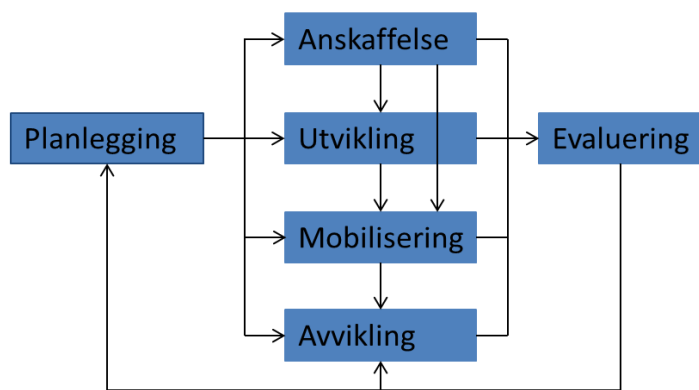 Anskaffelse
Planlegging
Utvikling
Evaluering
Mobilisering
Avvikling